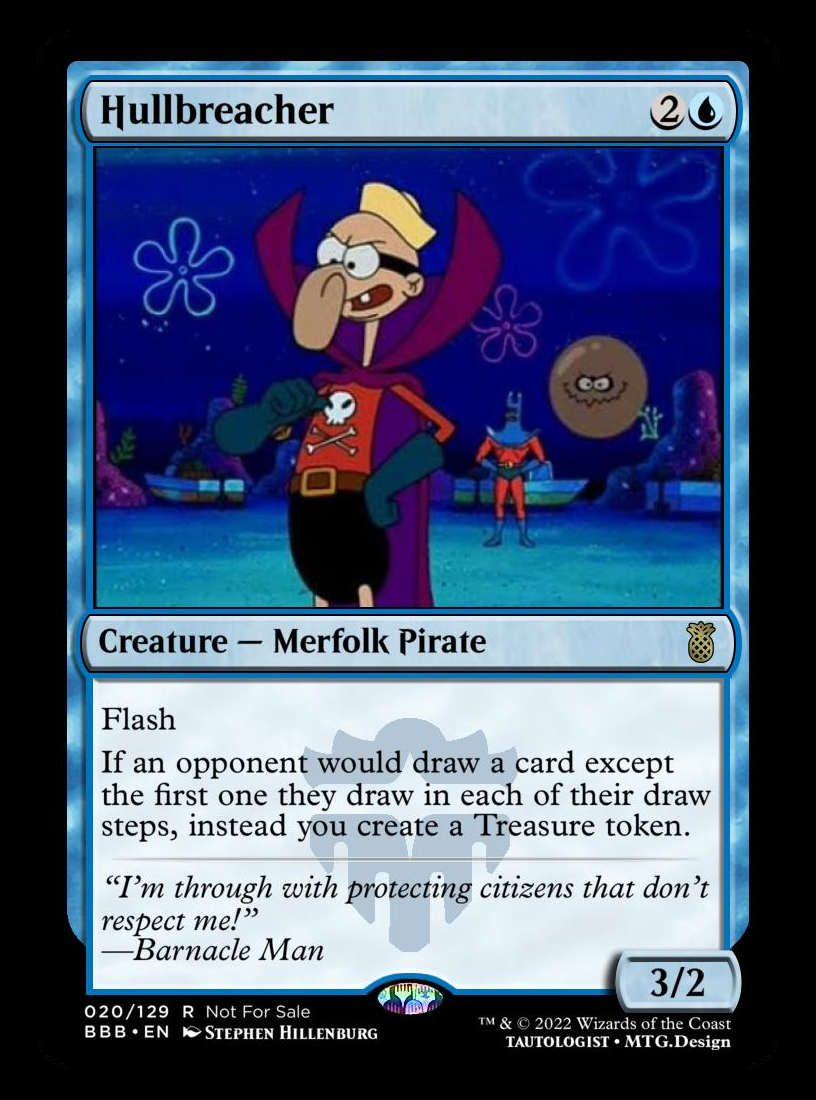 Hullbreacher 2
Creature — Merfolk Pirate
Flash
If an opponent would draw a card except
the first one they draw in each of their draw
steps, instead you create a Treasure token.
“I’m through with protecting citizens that don’t
respect me!”
—Barnacle Man
3/2
020/129 R Not For Sale
BBB • EN STEPHEN HILLENBURG
™ & © 2022 Wizards of the Coast
TAUTOLOGIST • MTG.Design